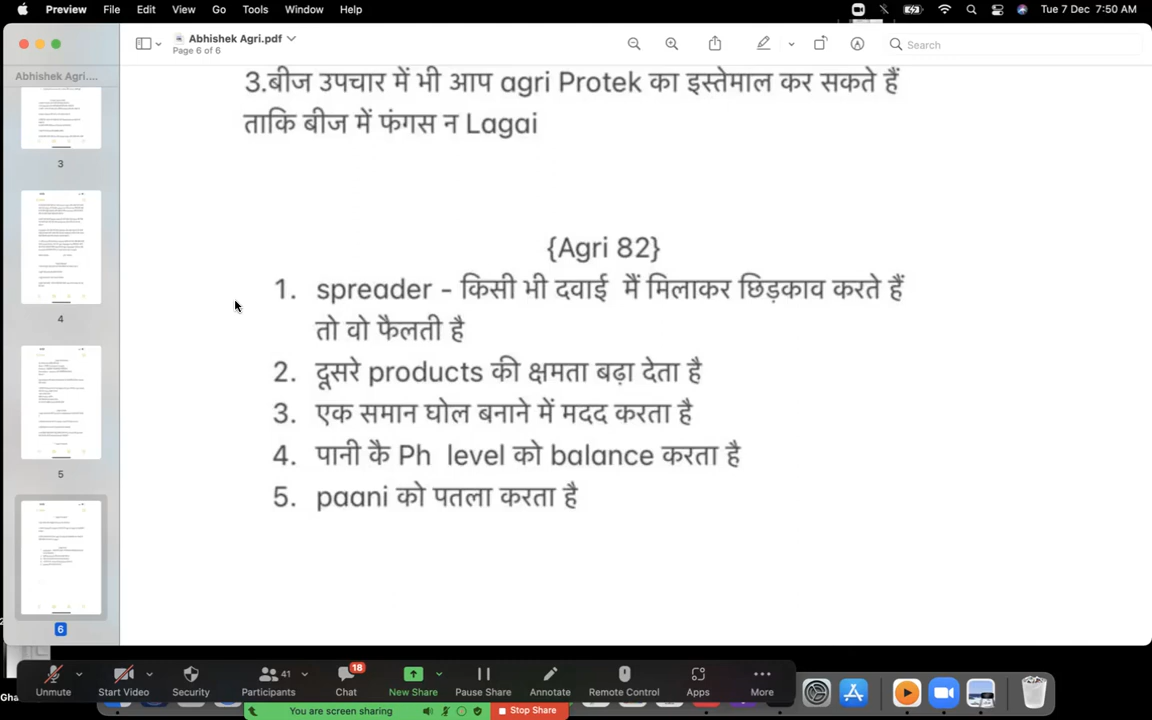 Preview File Edit View Go Tools Window Help Tue 7 Dec 7:50 AM
Abhishek Agri.pdf
Page 6 of 6
Search
Abhishek Agri....
3
4
5
6
3.बीज उपचार में भी आप agri Protek का इस्तेमाल कर सकते हैं
ताकि बीज में फंगस न Lagai
{Agri 82}
1. spreader - किसी भी दवाई मैं मिलाकर छिड़काव करते हैं
तो वो फैलती है
2. दूसरे products की क्षमता बढ़ा देता है
3. एक समान घोल बनाने में मदद करता है
4. पानी कै Ph level को balance करता है
5. paani को पतला करता है
18
41
Unmute Start Video Security Participants Chat New Share Pause Share Annotate Remote Control Apps More
You are screen sharing Stop Share